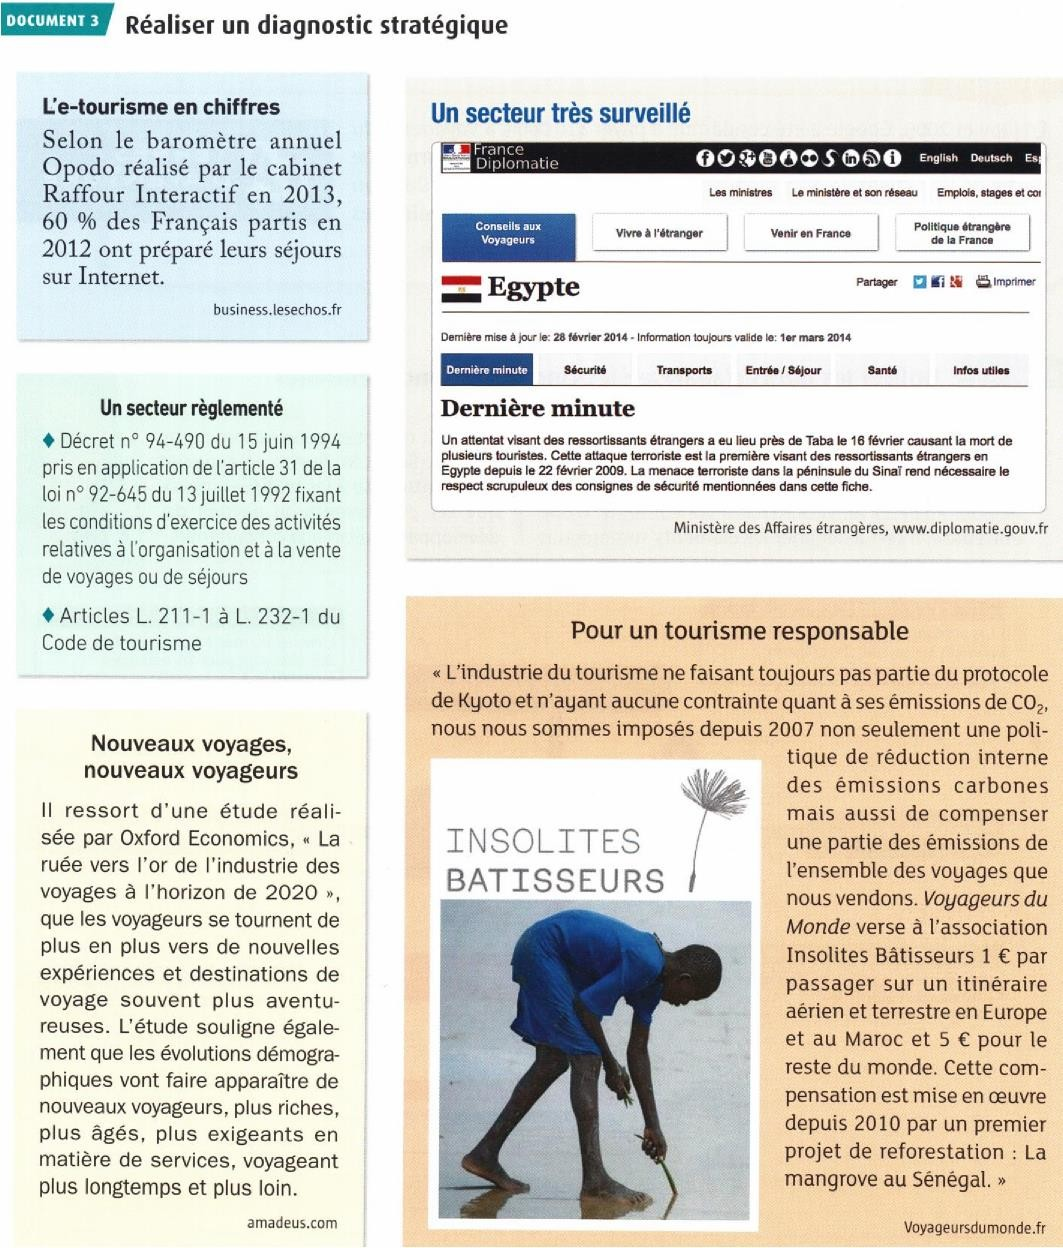 DOCUMENT 3
Réaliser un diagnostic stratégique
L'e-tourisme en chiffres
Selon le baromètre annuel
Opodo réalisé par le cabinet
Raffour Interactif en 2013,
60 % des Français partis en
2012 ont préparé leurs séjours
sur Internet.
business.lesechos.fr
Un secteur règlementé
♦ Décret n° 94-490 du 15 juin 1994
pris en application de l'article 31 de la
loi n° 92-645 du 13 juillet 1992 fixant
les conditions d'exercice des activités
relatives à l'organisation et à la vente
de voyages ou de séjours
♦ Articles L. 211-1 à L. 232-1 du
Code de tourisme
Nouveaux voyages,
nouveaux voyageurs
Il ressort d'une étude réali-
sée par Oxford Economics, « La
ruée vers l'or de l'industrie des
voyages à l'horizon de 2020 »,
que les voyageurs se tournent de
plus en plus vers de nouvelles
expériences et destinations de
voyage souvent plus aventu-
reuses. L'étude souligne égale-
ment que les évolutions démogra-
phiques vont faire apparaître de
nouveaux voyageurs, plus riches,
plus âgés, plus exigeants en
matière de services, voyageant
plus longtemps et plus loin.
amadeus.com
Un secteur très surveillé
France
Diplomatie
English Deutsch Es
Les ministres Le ministère et son réseau Emplois, stages et co
Conseils aux
Voyageurs
Vivre à l'étranger
Venir en France
Politique étrangère
de la France
Egypte
Partager
Imprimer
Dernière mise à jour le: 28 février 2014 - Information toujours valide le: 1er mars 2014
Dernière minute Sécurité Transports Entrée / Séjour Santé Infos utiles
Dernière minute
Un attentat visant des ressortissants étrangers a eu lieu près de Taba le 16 février causant la mort de
plusieurs touristes. Cette attaque terroriste est la première visant des ressortissants étrangers en
Egypte depuis le 22 février 2009. La menace terroriste dans la péninsule du Sinaï rend nécessaire le
respect scrupuleux des consignes de sécurité mentionnées dans cette fiche.
Ministère des Affaires étrangères, www.diplomatie.gouv.fr
Pour un tourisme responsable
« L'industrie du tourisme ne faisant toujours pas partie du protocole
de Kyoto et n'ayant aucune contrainte quant à ses émissions de CO₂,
nous nous sommes imposés depuis 2007 non seulement une poli-
tique de réduction interne
des émissions carbones
mais aussi de compenser
une partie des émissions de
l'ensemble des voyages que
nous vendons. Voyageurs du
Monde verse à l'association
Insolites Bâtisseurs 1 € par
passager sur un itinéraire
aérien et terrestre en Europe
et au Maroc et 5 € pour le
reste du monde. Cette com-
pensation est mise en œuvre
depuis 2010 par un premier
projet de reforestation : La
mangrove au Sénégal. »
INSOLITES
BATISSEURS
Voyageursdumonde.fr